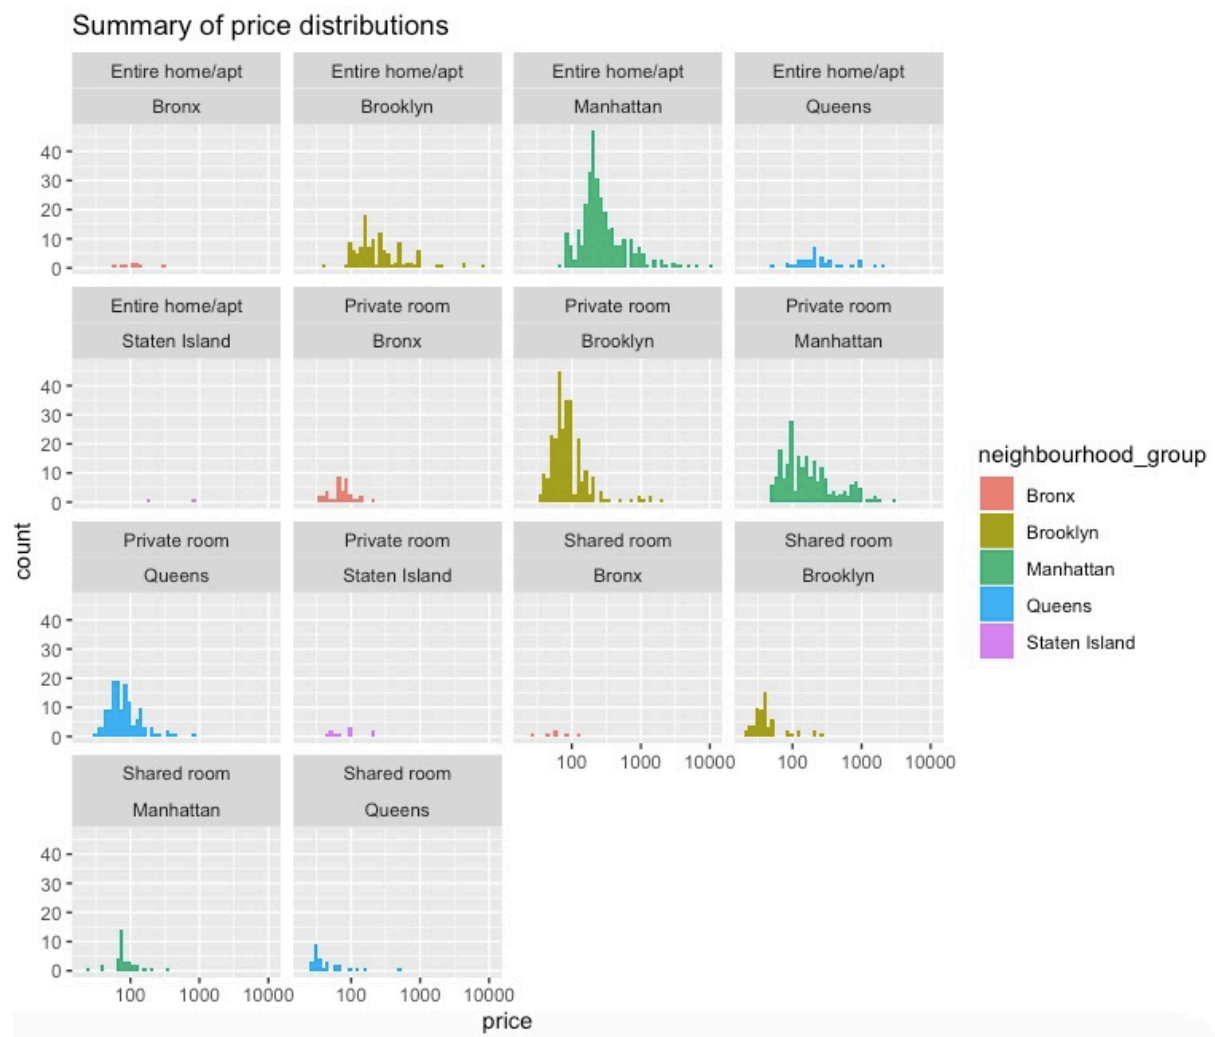 Summary of price distributions
Entire home/apt Entire home/apt Entire home/apt Entire home/apt
Bronx Brooklyn Manhattan Queens
40
30
20
10
0
Entire home/apt Private room Private room Private room
Staten Island Bronx Brooklyn Manhattan
40
30
20
10
0
Private room Private room Shared room Shared room
Queens Staten Island Bronx Brooklyn
40
30
20
10
0
100 1000 10000 100 1000 10000
Shared room Shared room
Manhattan Queens
40
30
20
10
0
100 1000 10000 100 1000 10000
price
count
neighbourhood_group
Bronx
Brooklyn
Manhattan
Queens
Staten Island